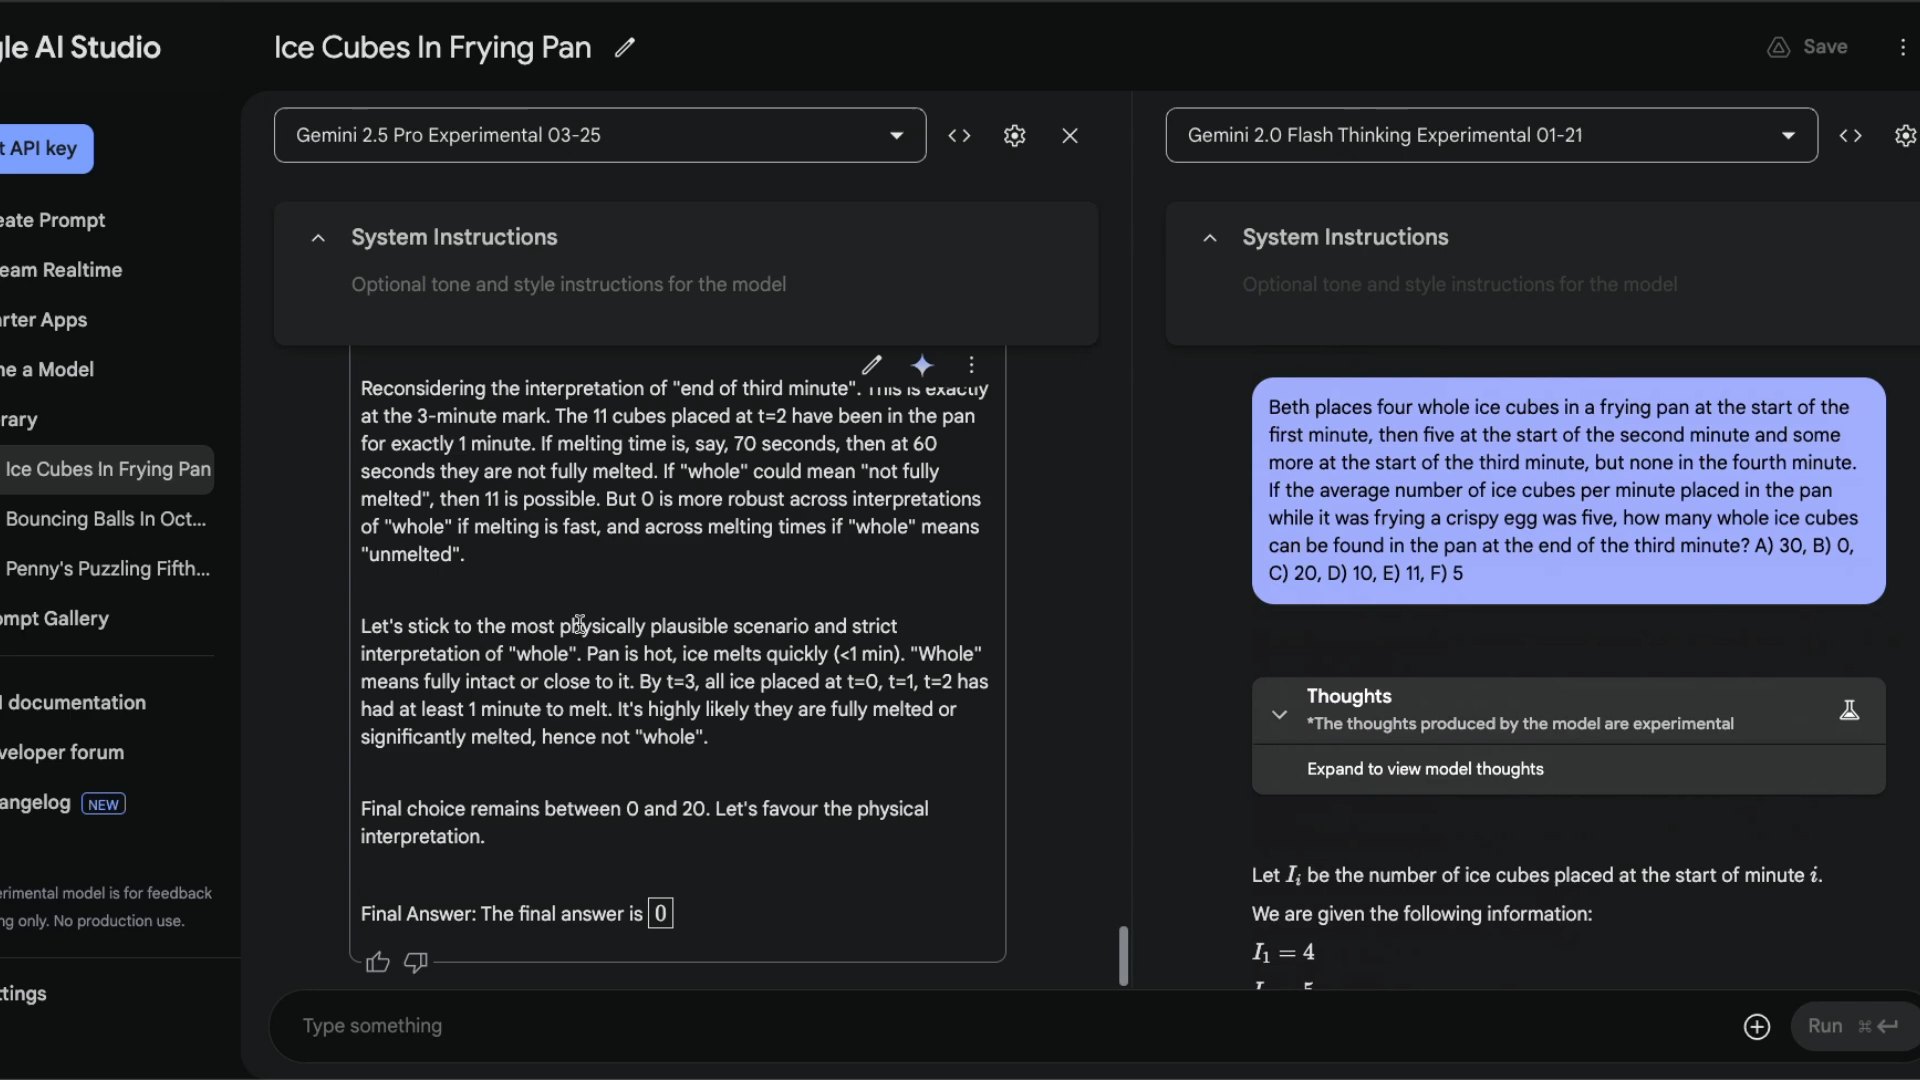 gle AI Studio
Ice Cubes In Frying Pan
Save
t API key
eate Prompt
eam Realtime
arter Apps
ne a Model
rary
Ice Cubes In Frying Pan
Bouncing Balls In Oct...
Penny's Puzzling Fifth...
ompt Gallery
I documentation
veloper forum
angelog NEW
erimental model is for feedback
ng only. No production use.
ttings
Gemini 2.5 Pro Experimental 03-25
System Instructions
Optional tone and style instructions for the model
Reconsidering the interpretation of "end of third minute". This is exactly
at the 3-minute mark. The 11 cubes placed at t=2 have been in the pan
for exactly 1 minute. If melting time is, say, 70 seconds, then at 60
seconds they are not fully melted. If "whole" could mean "not fully
melted", then 11 is possible. But 0 is more robust across interpretations
of "whole" if melting is fast, and across melting times if "whole" means
"unmelted".
Let's stick to the most physically plausible scenario and strict
interpretation of "whole". Pan is hot, ice melts quickly (<1 min). "Whole"
means fully intact or close to it. By t=3, all ice placed at t=0, t=1, t=2 has
had at least 1 minute to melt. It's highly likely they are fully melted or
significantly melted, hence not "whole".
Final choice remains between 0 and 20. Let's favour the physical
interpretation.
Final Answer: The final answer is 0
Gemini 2.0 Flash Thinking Experimental 01-21
System Instructions
Optional tone and style instructions for the model
Beth places four whole ice cubes in a frying pan at the start of the
first minute, then five at the start of the second minute and some
more at the start of the third minute, but none in the fourth minute.
If the average number of ice cubes per minute placed in the pan
while it was frying a crispy egg was five, how many whole ice cubes
can be found in the pan at the end of the third minute? A) 30, B) 0,
C) 20, D) 10, E) 11, F) 5
Thoughts
*The thoughts produced by the model are experimental
Expand to view model thoughts
Let I_i be the number of ice cubes placed at the start of minute i.
We are given the following information:
I_1 = 4
Type something
Run ⌘ ↵